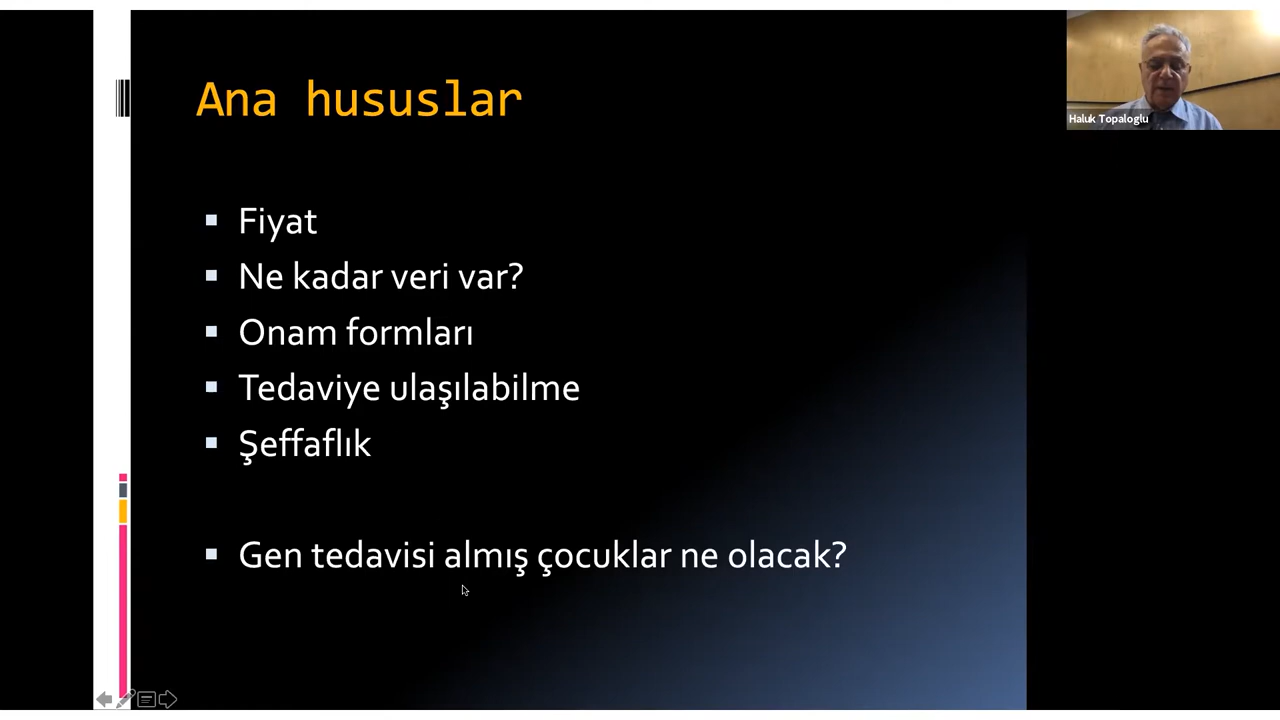 Ana hususlar
Haluk Topaloglu
Fiyat
Ne kadar veri var?
Onam formları
Tedaviye ulaşılabilme
Şeffaflık
Gen tedavisi almış çocuklar ne olacak?